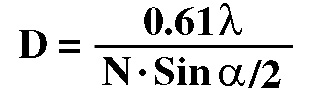 D = 0.61λ / N·Sin α/2